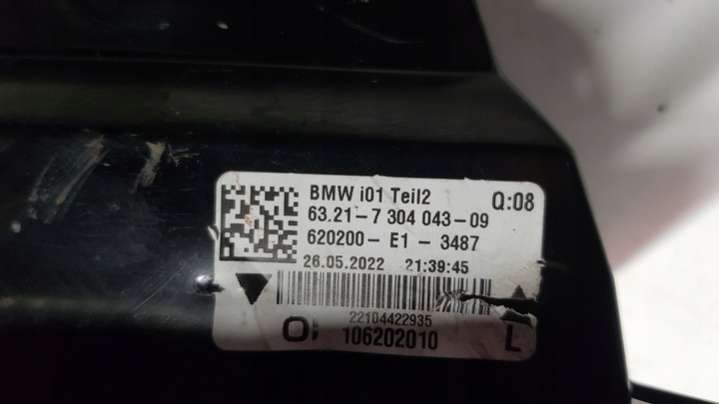 BMW i01 Teil2 Q:08
63.21-7 304 043-09
620200-E1-3487
26.05.2022 21:39:45
22104422935
106202010 L